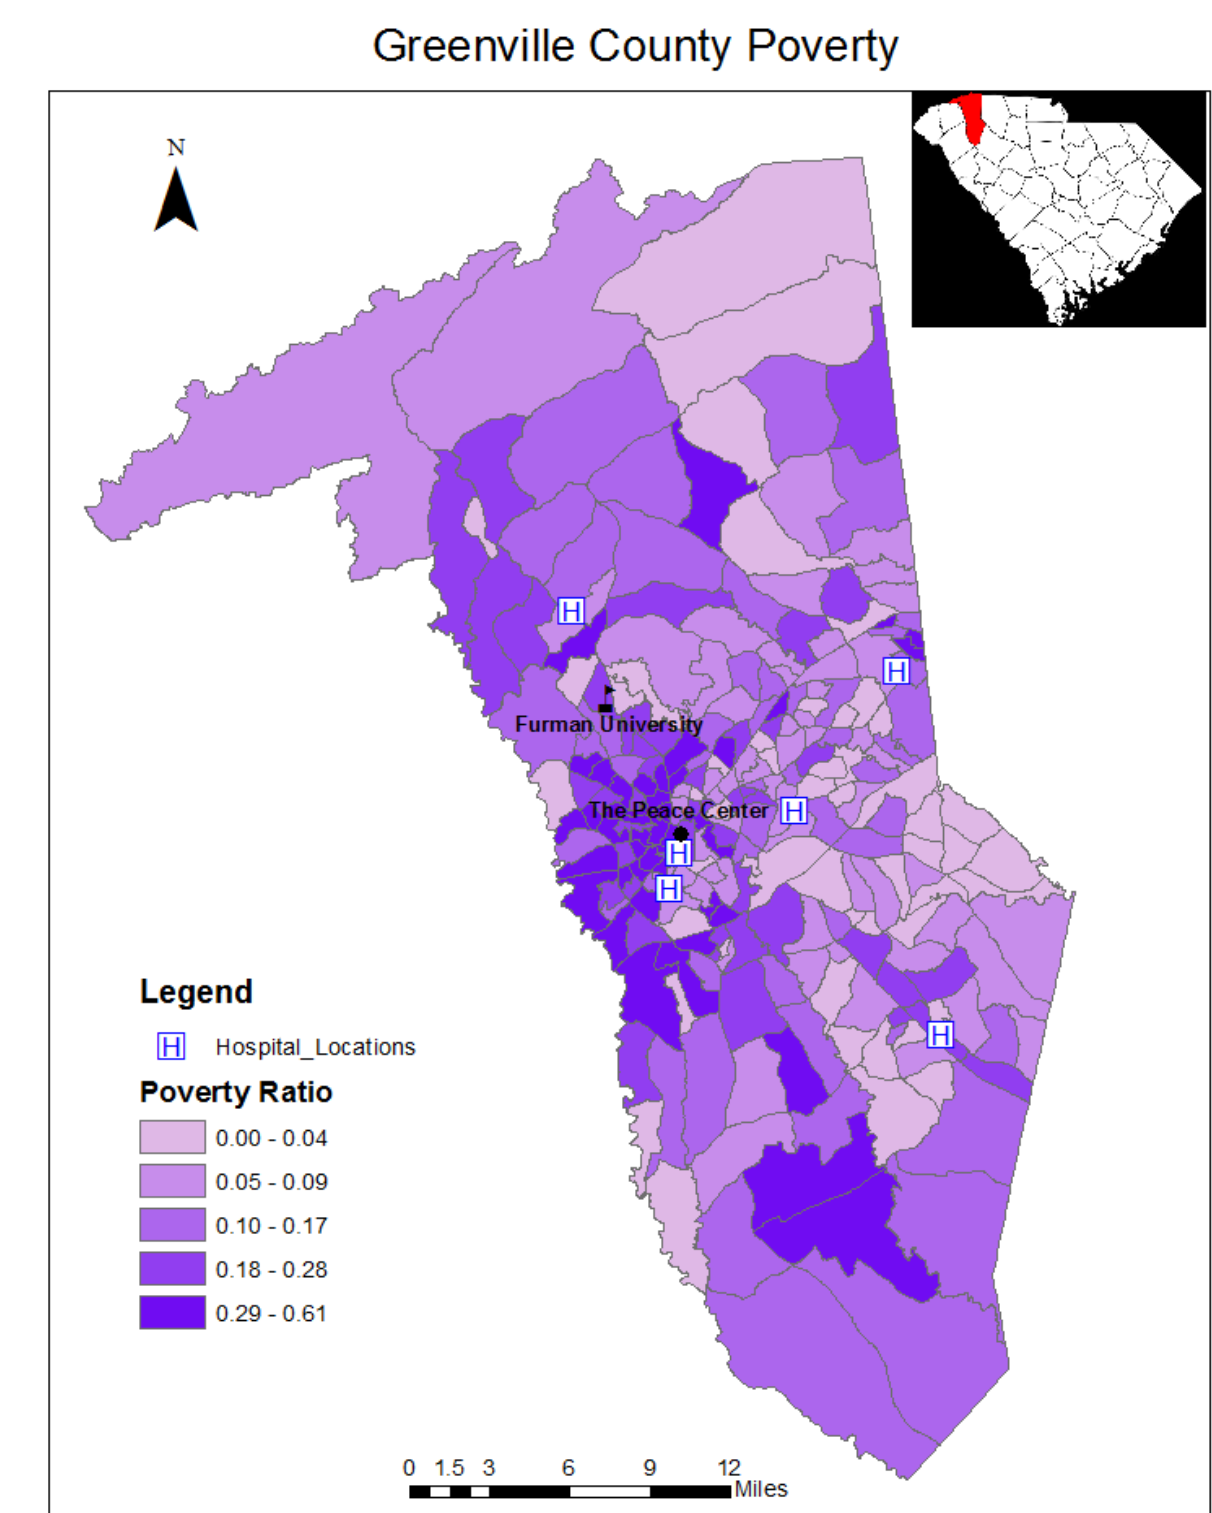 Greenville County Poverty
N
H
H
Furman University
The Peace Center
H
H
H
Legend
H Hospital_Locations
H
Poverty Ratio
0.00 - 0.04
0.05 - 0.09
0.10 - 0.17
0.18 - 0.28
0.29 - 0.61
0 1.5 3 6 9 12
Miles